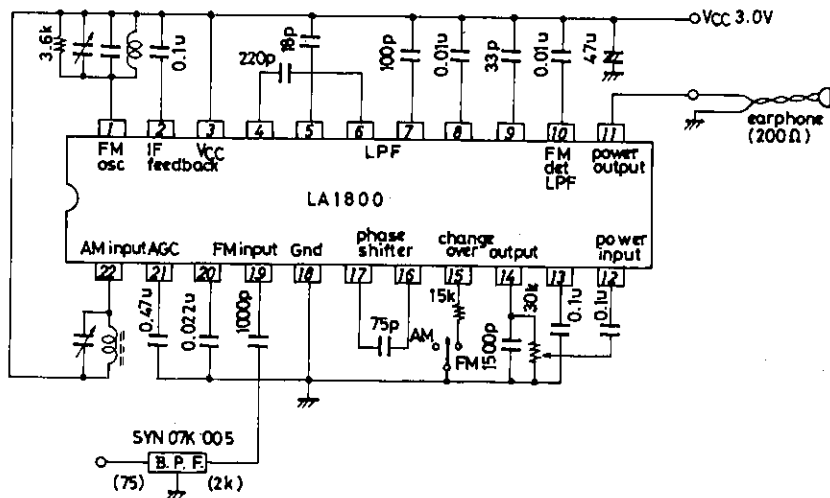 VCC 3.0V
3.6k
0.1u
220p
18p
100p
0.01u
33p
0.01u
47u
earphone
(200Ω)
1 2 3 4 5 6 7 8 9 10 11
FM osc
IF feedback
VCC
LPF
FM det LPF
power output
LA1800
AM input
AGC
FM input
Gnd
phase shifter
change over
output
power input
22 21 20 19 18 17 16 15 14 13 12
0.47u
0.022u
1000p
75p
15k
AM
FM
1500p
30k
0.1u
0.1u
SYN 07K 005
(75) B.P.F. (2k)